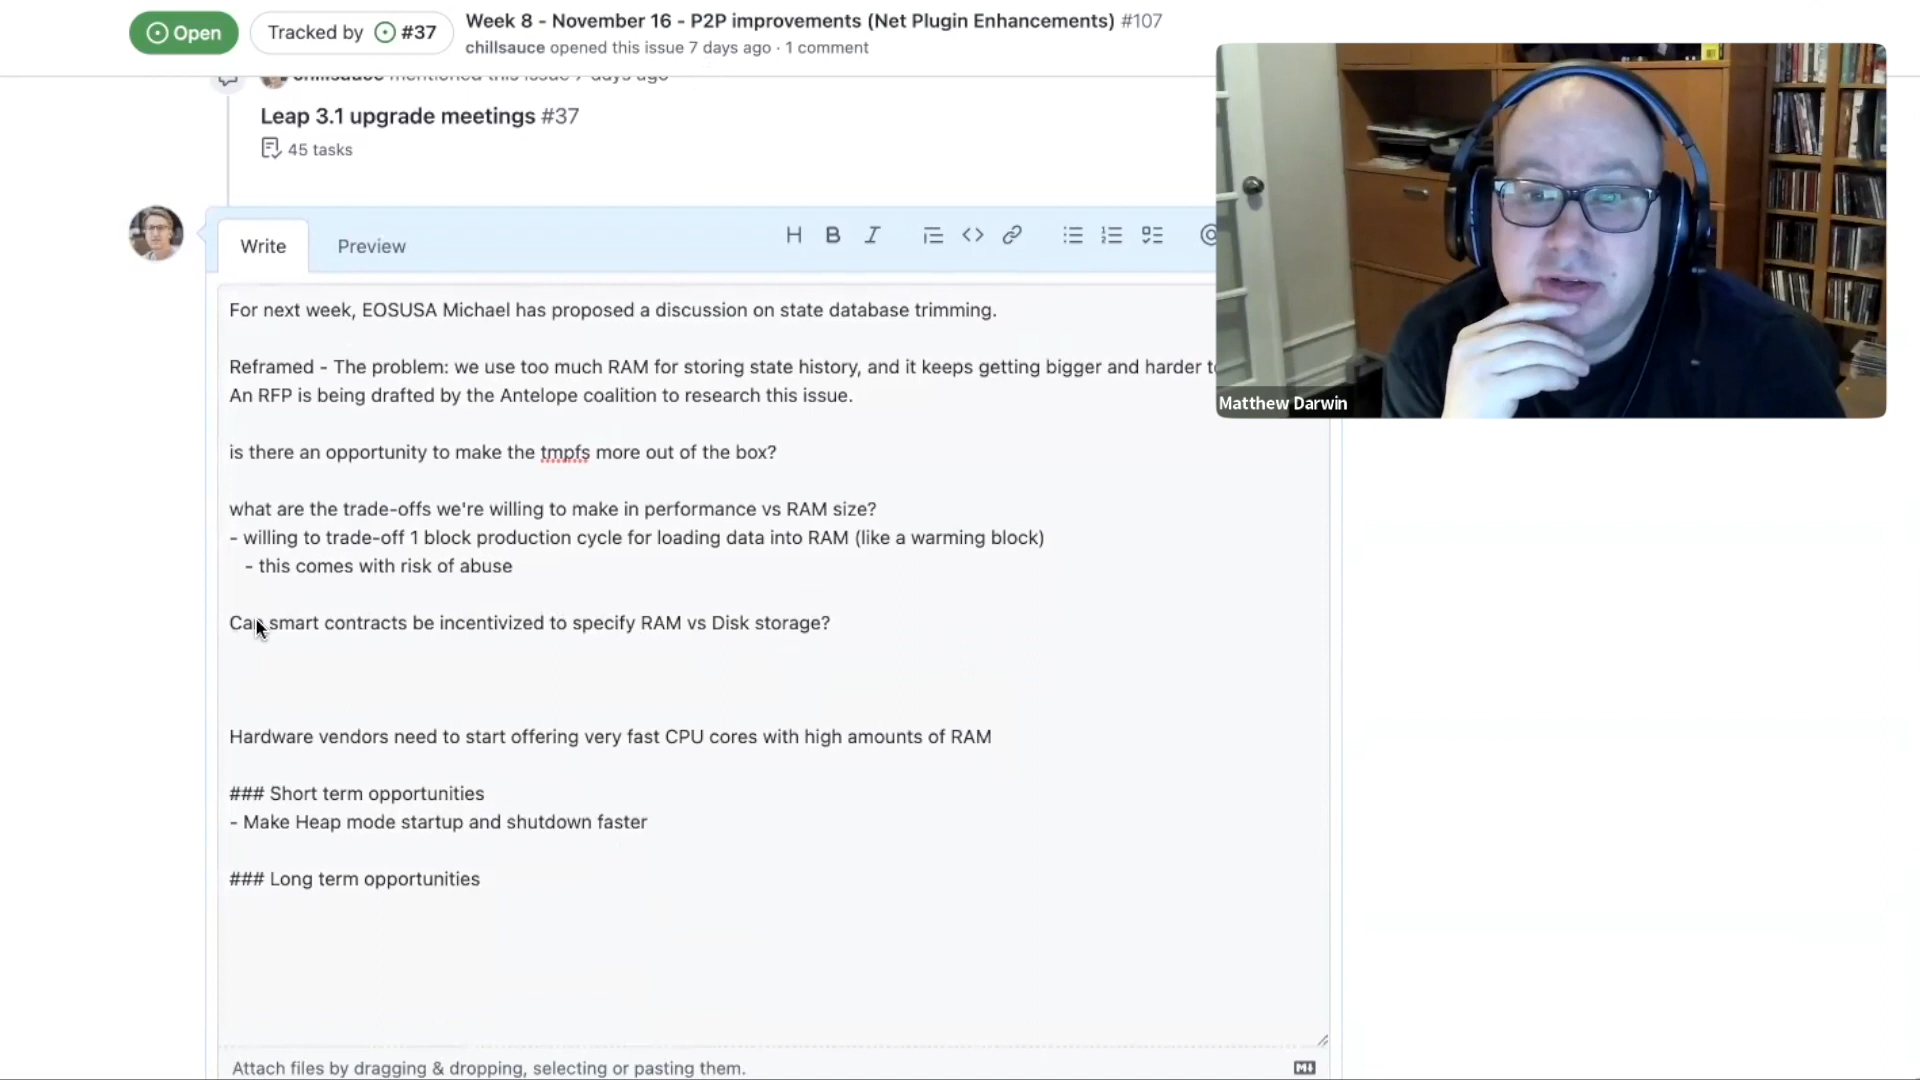 Open
Tracked by #37
Week 8 - November 16 - P2P improvements (Net Plugin Enhancements) #107
chillsauce opened this issue 7 days ago · 1 comment
chillsauce mentioned this issue 7 days ago
Leap 3.1 upgrade meetings #37
45 tasks
Write
Preview
For next week, EOSUSA Michael has proposed a discussion on state database trimming.
Reframed - The problem: we use too much RAM for storing state history, and it keeps getting bigger and harder
An RFP is being drafted by the Antelope coalition to research this issue.
is there an opportunity to make the tmpfs more out of the box?
what are the trade-offs we're willing to make in performance vs RAM size?
- willing to trade-off 1 block production cycle for loading data into RAM (like a warming block)
- this comes with risk of abuse
Can smart contracts be incentivized to specify RAM vs Disk storage?
Hardware vendors need to start offering very fast CPU cores with high amounts of RAM
### Short term opportunities
- Make Heap mode startup and shutdown faster
### Long term opportunities
Attach files by dragging & dropping, selecting or pasting them.
Matthew Darwin